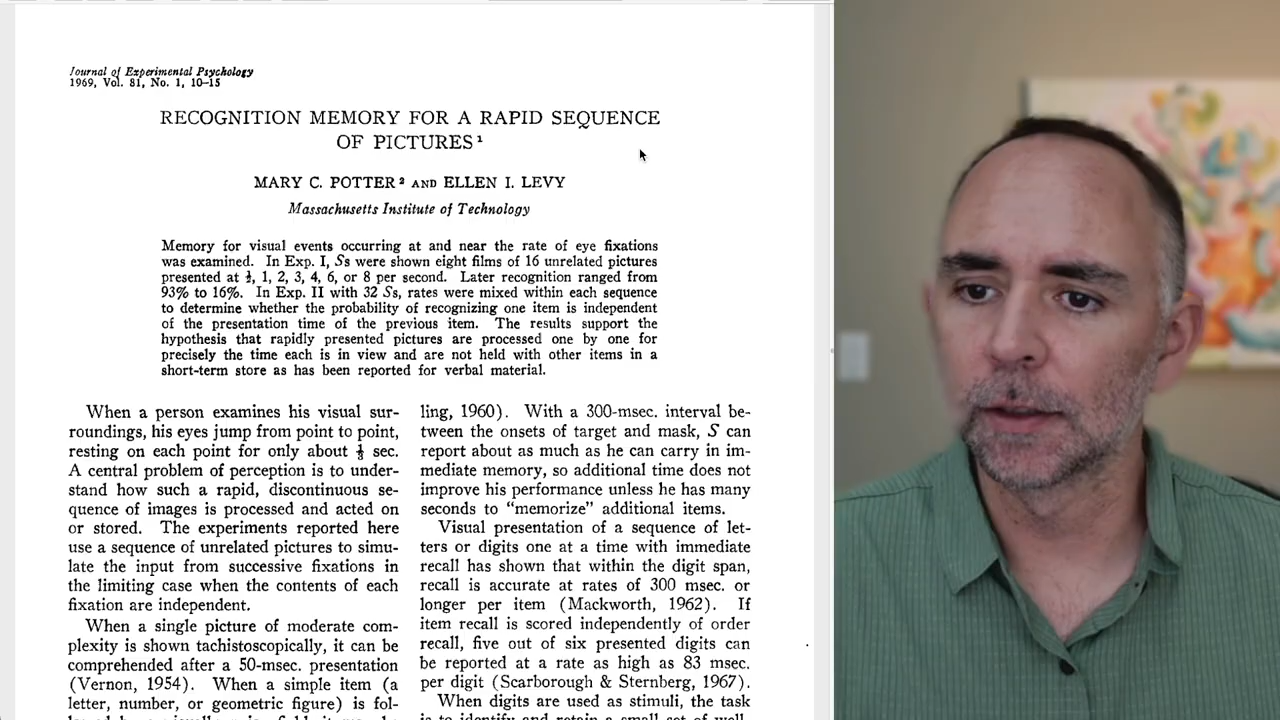 Journal of Experimental Psychology
1969, Vol. 81, No. 1, 10–15
RECOGNITION MEMORY FOR A RAPID SEQUENCE
OF PICTURES¹
MARY C. POTTER² AND ELLEN I. LEVY
Massachusetts Institute of Technology
Memory for visual events occurring at and near the rate of eye fixations
was examined. In Exp. I, Ss were shown eight films of 16 unrelated pictures
presented at ½, 1, 2, 3, 4, 6, or 8 per second. Later recognition ranged from
93% to 16%. In Exp. II with 32 Ss, rates were mixed within each sequence
to determine whether the probability of recognizing one item is independent
of the presentation time of the previous item. The results support the
hypothesis that rapidly presented pictures are processed one by one for
precisely the time each is in view and are not held with other items in a
short-term store as has been reported for verbal material.
When a person examines his visual sur-
roundings, his eyes jump from point to point,
resting on each point for only about ⅓ sec.
A central problem of perception is to under-
stand how such a rapid, discontinuous se-
quence of images is processed and acted on
or stored. The experiments reported here
use a sequence of unrelated pictures to simu-
late the input from successive fixations in
the limiting case when the contents of each
fixation are independent.
When a single picture of moderate com-
plexity is shown tachistoscopically, it can be
comprehended after a 50-msec. presentation
(Vernon, 1954). When a simple item (a
letter, number, or geometric figure) is fol-
ling, 1960). With a 300-msec. interval be-
tween the onsets of target and mask, S can
report about as much as he can carry in im-
mediate memory, so additional time does not
improve his performance unless he has many
seconds to "memorize" additional items.
Visual presentation of a sequence of let-
ters or digits one at a time with immediate
recall has shown that within the digit span,
recall is accurate at rates of 300 msec. or
longer per item (Mackworth, 1962). If
item recall is scored independently of order
recall, five out of six presented digits can
be reported at a rate as high as 83 msec.
per digit (Scarborough & Sternberg, 1967).
When digits are used as stimuli, the task